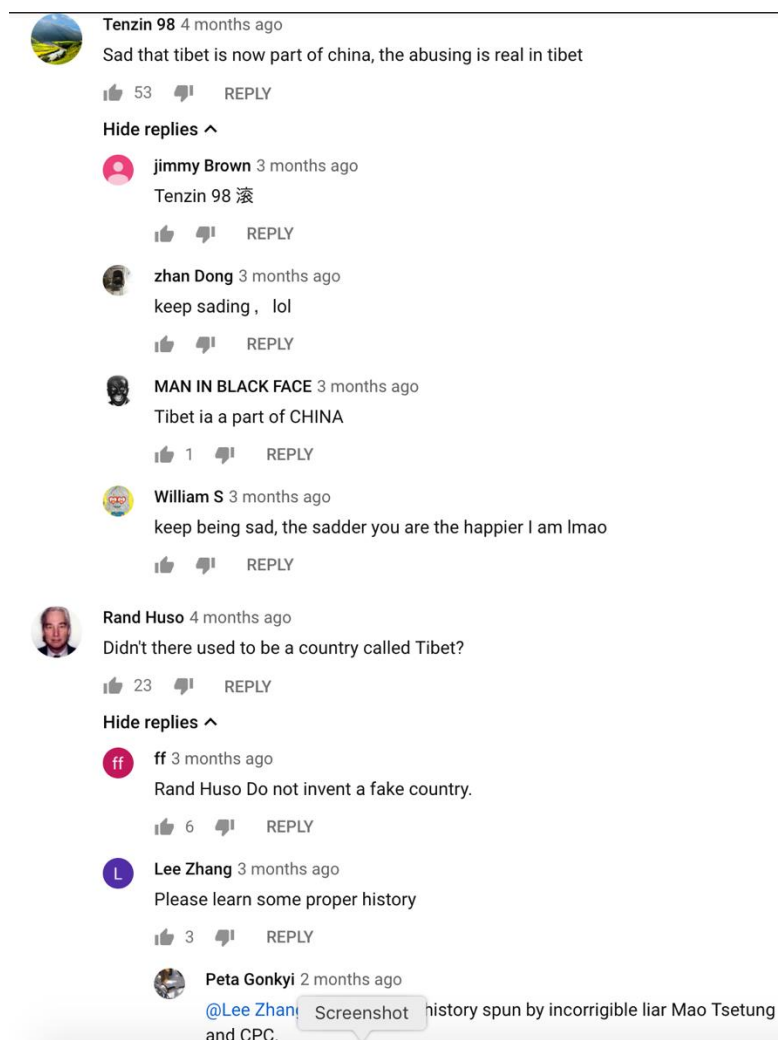 Tenzin 98 4 months ago
Sad that tibet is now part of china, the abusing is real in tibet
53 REPLY
Hide replies
jimmy Brown 3 months ago
Tenzin 98 滚
REPLY
zhan Dong 3 months ago
keep sading， lol
REPLY
MAN IN BLACK FACE 3 months ago
Tibet ia a part of CHINA
1 REPLY
William S 3 months ago
keep being sad, the sadder you are the happier I am lmao
REPLY
Rand Huso 4 months ago
Didn't there used to be a country called Tibet?
23 REPLY
Hide replies
ff ff 3 months ago
Rand Huso Do not invent a fake country.
6 REPLY
L Lee Zhang 3 months ago
Please learn some proper history
3 REPLY
Peta Gonkyi 2 months ago
@Lee Zhang Screenshot history spun by incorrigible liar Mao Tsetung
and CPC.